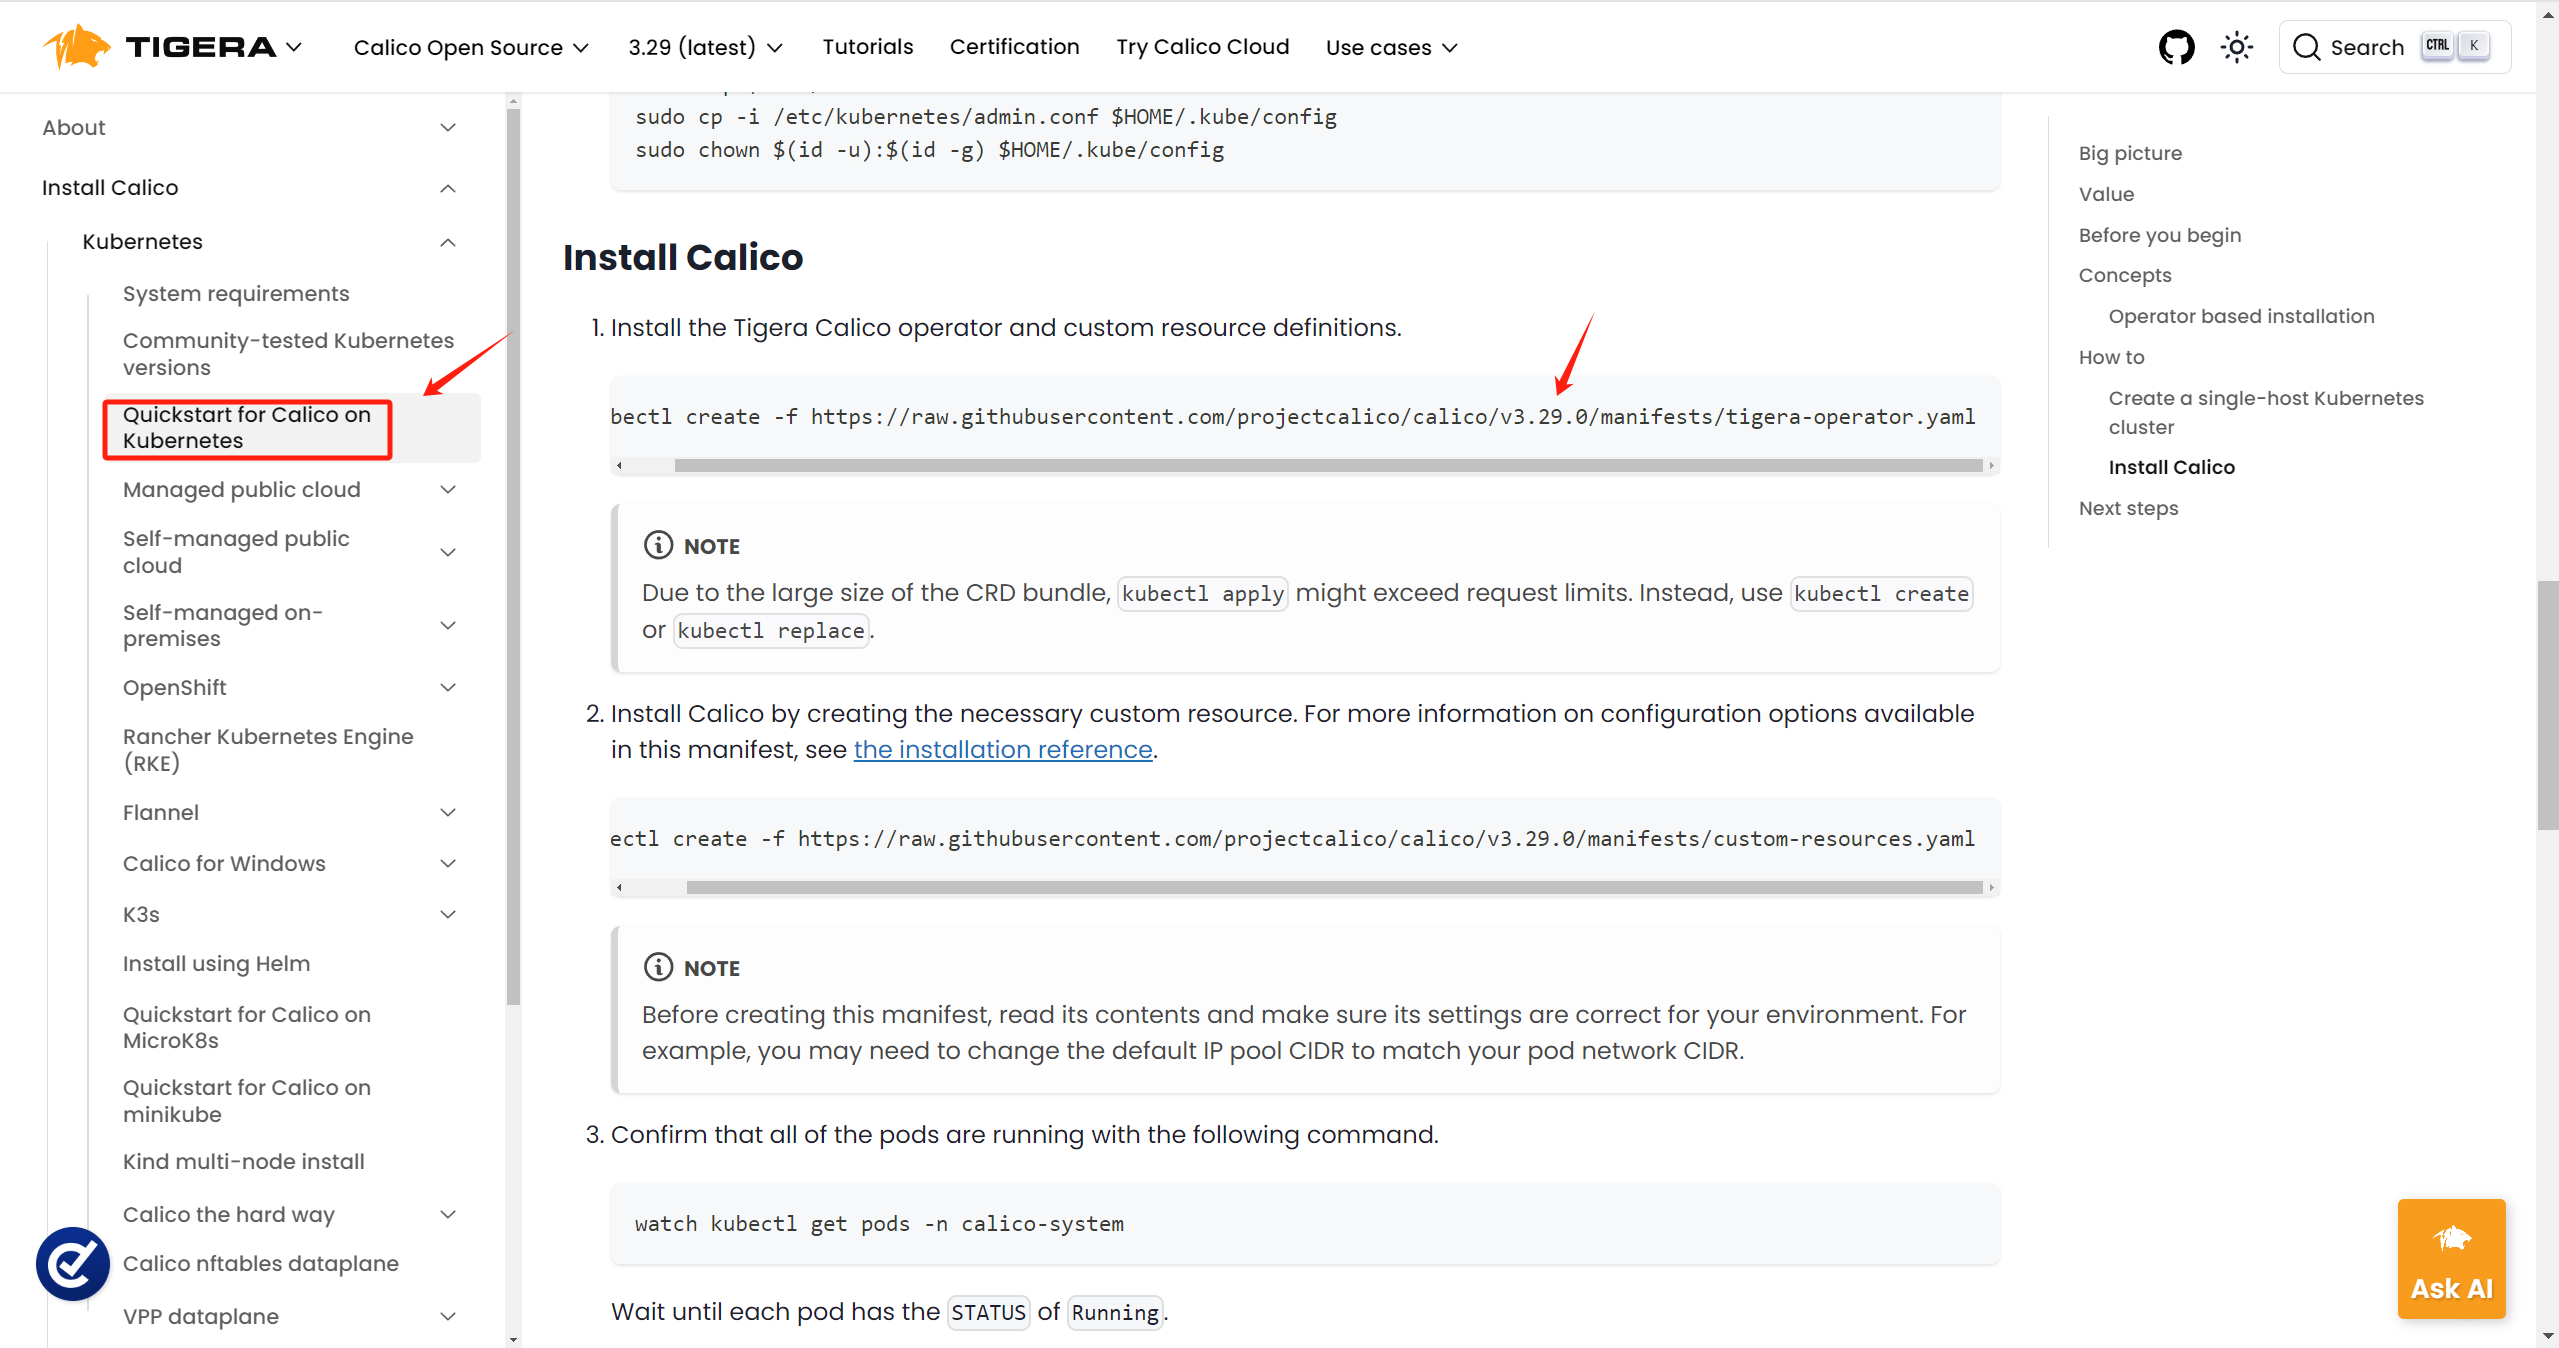 TIGERA
Calico Open Source
3.29 (latest)
Tutorials
Certification
Try Calico Cloud
Use cases
Search
CTRL
K
About
Install Calico
Kubernetes
System requirements
Community-tested Kubernetes
versions
Quickstart for Calico on
Kubernetes
Managed public cloud
Self-managed public
cloud
Self-managed on-
premises
OpenShift
Rancher Kubernetes Engine
(RKE)
Flannel
Calico for Windows
K3s
Install using Helm
Quickstart for Calico on
MicroK8s
Quickstart for Calico on
minikube
Kind multi-node install
Calico the hard way
Calico nftables dataplane
VPP dataplane
sudo cp -i /etc/kubernetes/admin.conf $HOME/.kube/config
sudo chown $(id -u):$(id -g) $HOME/.kube/config
Install Calico
1. Install the Tigera Calico operator and custom resource definitions.
bectl create -f https://raw.githubusercontent.com/projectcalico/calico/v3.29.0/manifests/tigera-operator.yaml
NOTE
Due to the large size of the CRD bundle, kubectl apply might exceed request limits. Instead, use kubectl create
or kubectl replace.
2. Install Calico by creating the necessary custom resource. For more information on configuration options available
in this manifest, see the installation reference.
ectl create -f https://raw.githubusercontent.com/projectcalico/calico/v3.29.0/manifests/custom-resources.yaml
NOTE
Before creating this manifest, read its contents and make sure its settings are correct for your environment. For
example, you may need to change the default IP pool CIDR to match your pod network CIDR.
3. Confirm that all of the pods are running with the following command.
watch kubectl get pods -n calico-system
Wait until each pod has the STATUS of Running.
Big picture
Value
Before you begin
Concepts
Operator based installation
How to
Create a single-host Kubernetes
cluster
Install Calico
Next steps
Ask AI